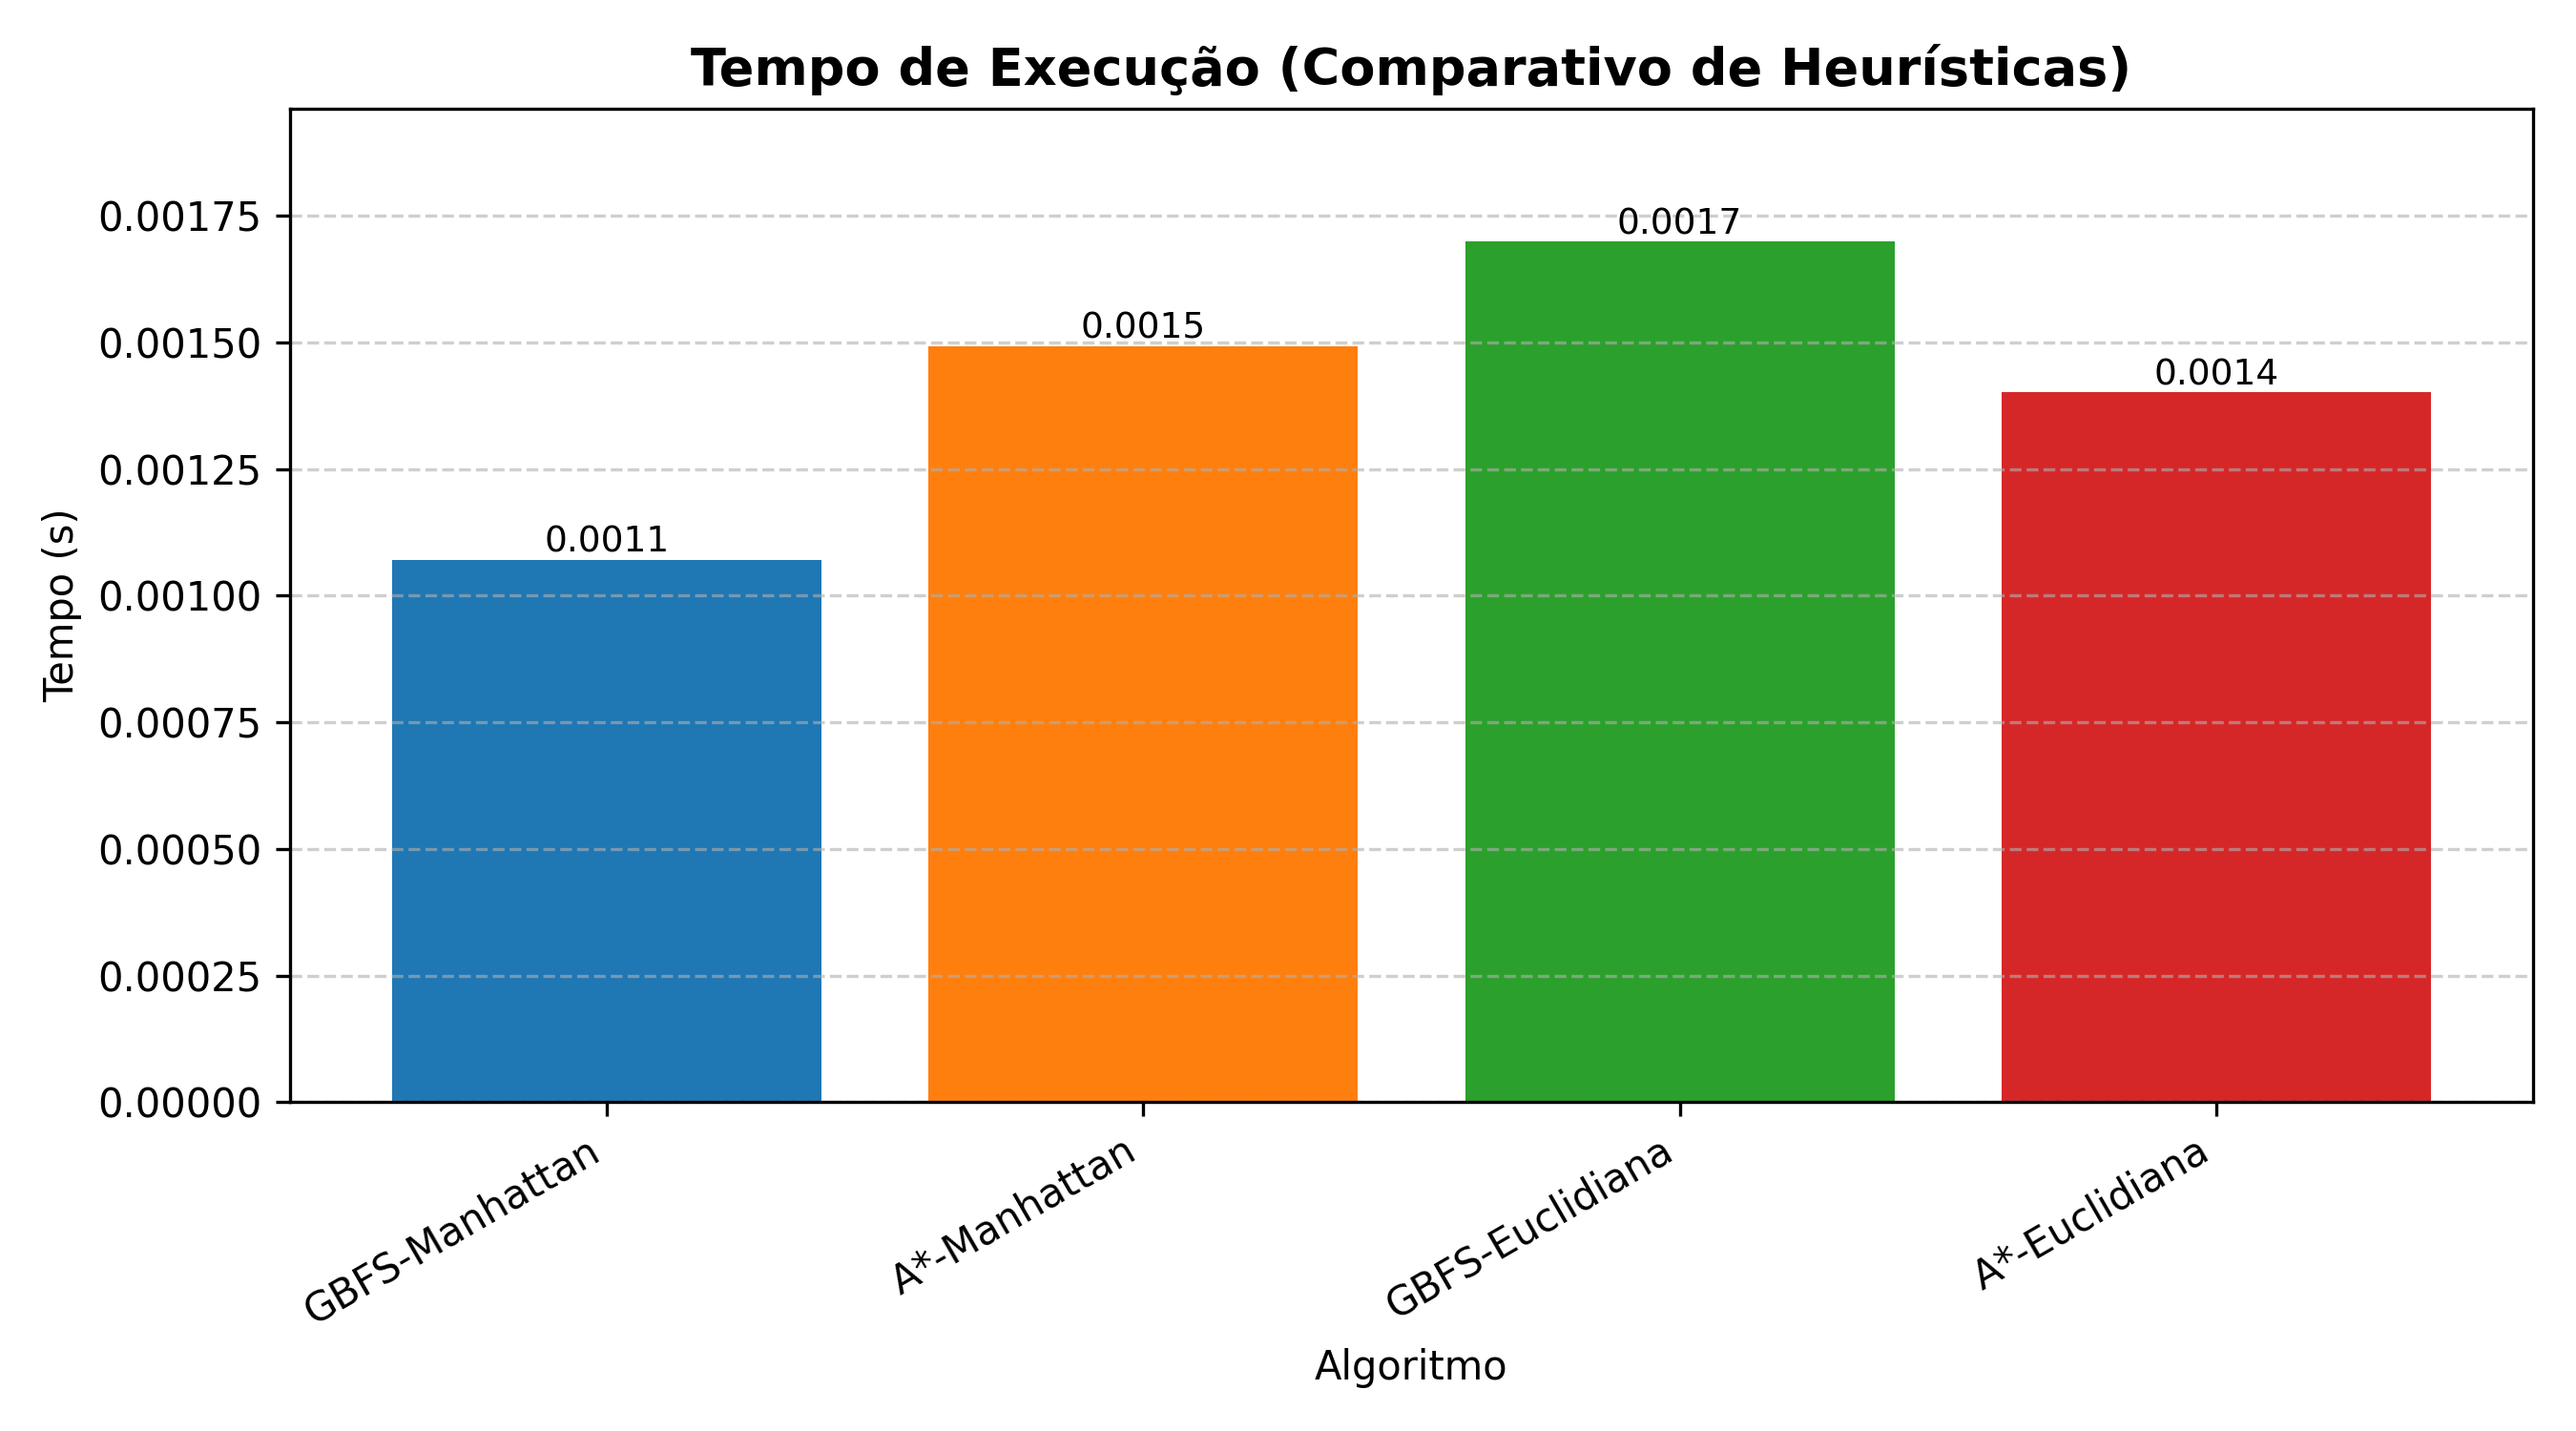 Tempo de Execução (Comparativo de Heurísticas)
Tempo (s)
0.00175
0.00150
0.00125
0.00100
0.00075
0.00050
0.00025
0.00000
0.0011
0.0015
0.0017
0.0014
GBFS-Manhattan
A*-Manhattan
GBFS-Euclidiana
A*-Euclidiana
Algoritmo